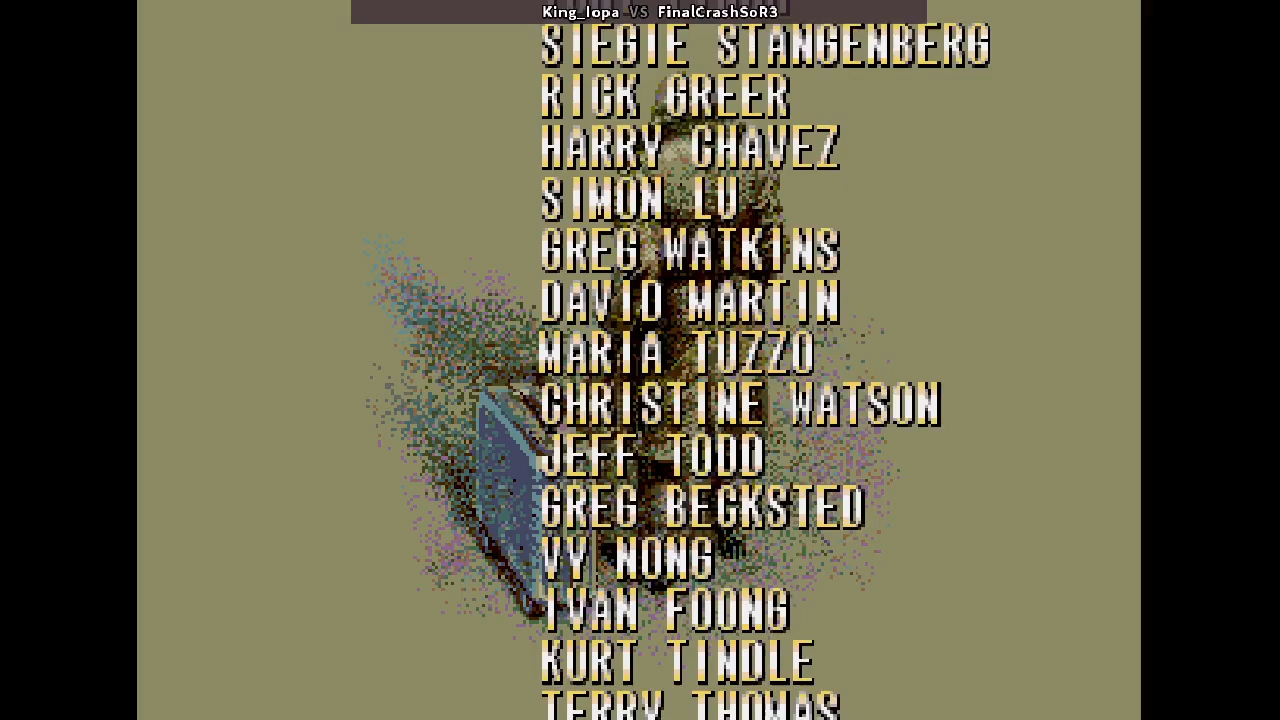 King_lopa VS FinalCrashSoR3
SIEGIE STANGENBERG
RICK GREER
HARRY CHAVEZ
SIMON LU
GREG WATKINS
DAVID MARTIN
MARIA TUZZO
CHRISTINE WATSON
JEFF TODD
GREG BECKSTED
VY NONG
IVAN FOONG
KURT TINDLE
TERRY THOMAS